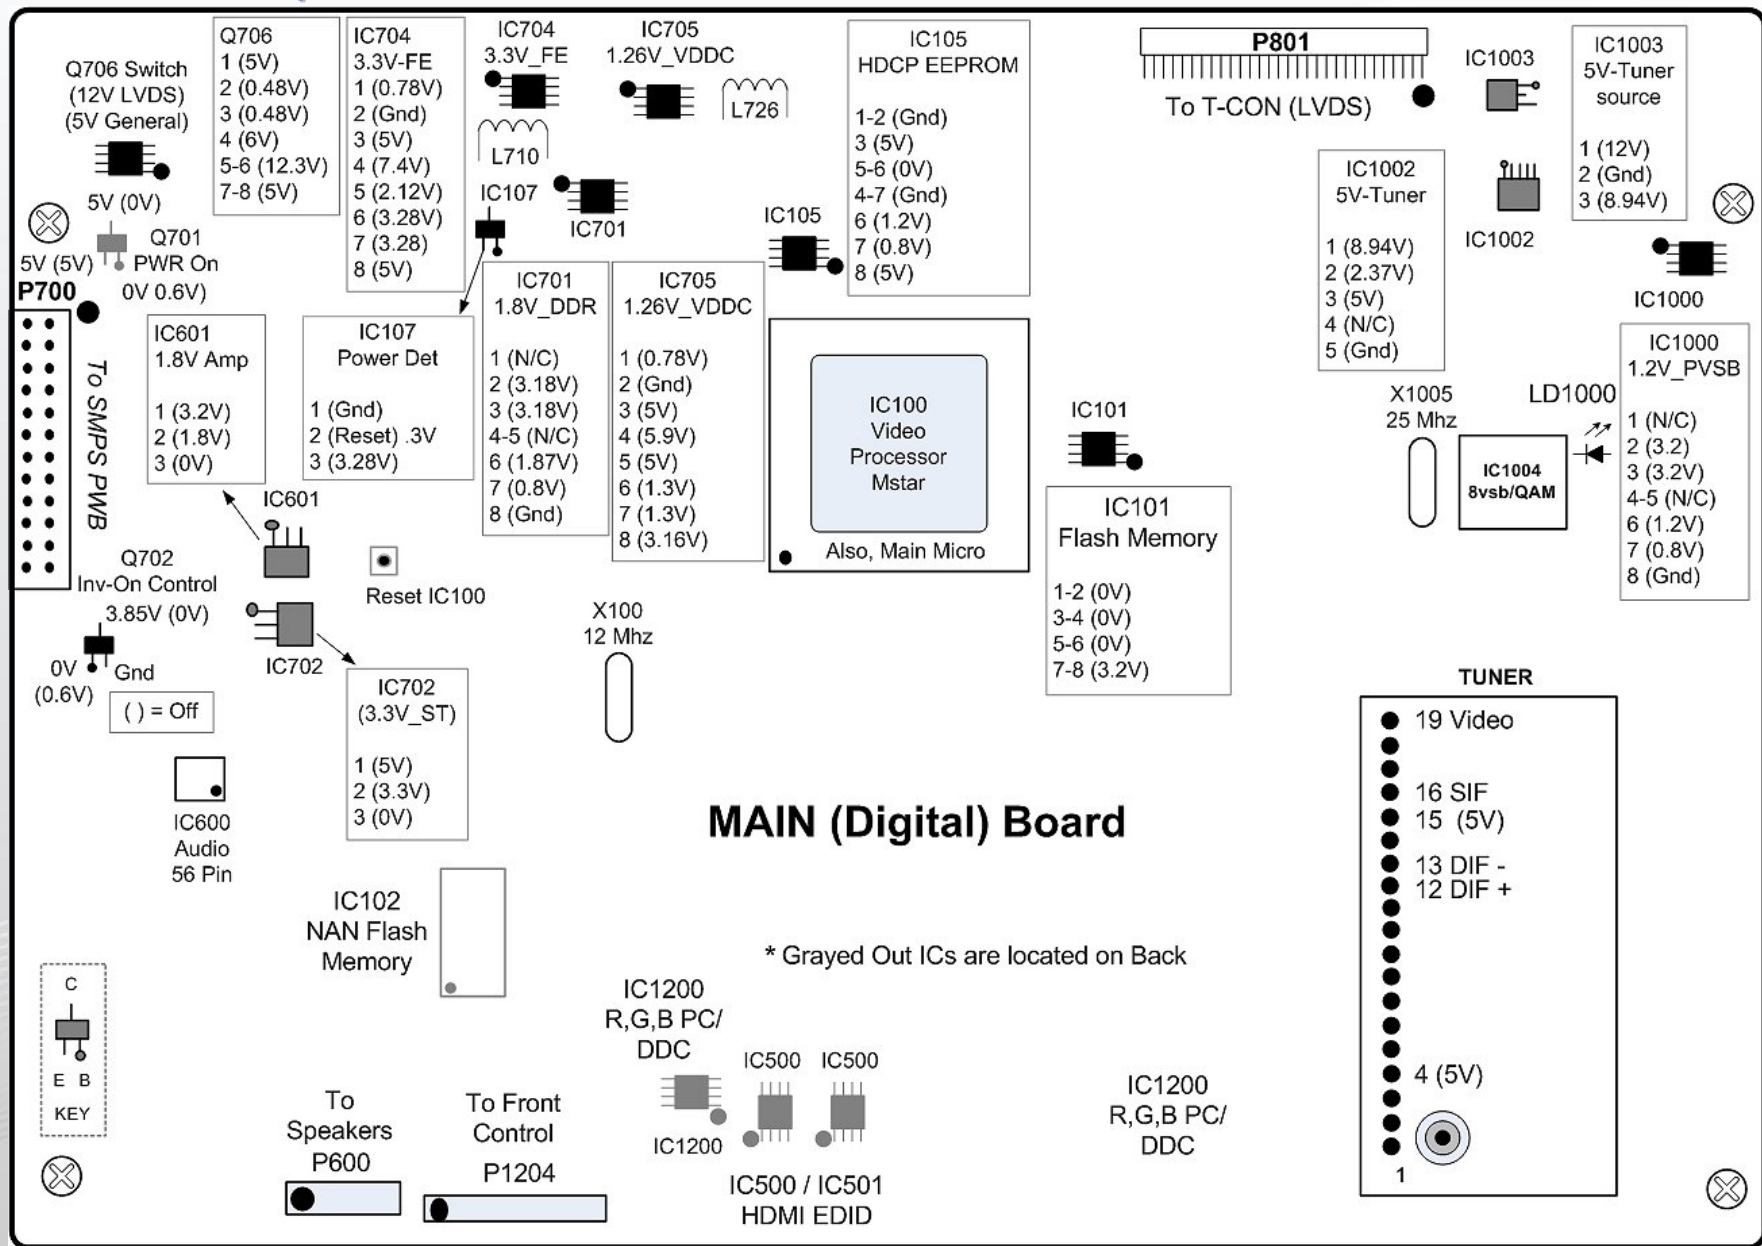 Q706 Switch
(12V LVDS)
(5V General)
5V (0V)
Q701
PWR On
5V (5V)
0V 0.6V)
P700
To SMPS PWB
Q706
1 (5V)
2 (0.48V)
3 (0.48V)
4 (6V)
5-6 (12.3V)
7-8 (5V)
IC704
3.3V-FE
1 (0.78V)
2 (Gnd)
3 (5V)
4 (7.4V)
5 (2.12V)
6 (3.28V)
7 (3.28)
8 (5V)
IC704
3.3V_FE
L710
IC107
IC701
IC705
1.26V_VDDC
L726
IC105
IC105
HDCP EEPROM
1-2 (Gnd)
3 (5V)
5-6 (0V)
4-7 (Gnd)
6 (1.2V)
7 (0.8V)
8 (5V)
P801
To T-CON (LVDS)
IC1003
IC1003
5V-Tuner
source
1 (12V)
2 (Gnd)
3 (8.94V)
IC1002
5V-Tuner
1 (8.94V)
2 (2.37V)
3 (5V)
4 (N/C)
5 (Gnd)
IC1002
IC1000
IC1000
1.2V_PVSB
1 (N/C)
2 (3.2)
3 (3.2V)
4-5 (N/C)
6 (1.2V)
7 (0.8V)
8 (Gnd)
IC601
1.8V Amp
1 (3.2V)
2 (1.8V)
3 (0V)
IC107
Power Det
1 (Gnd)
2 (Reset) .3V
3 (3.28V)
IC701
1.8V_DDR
1 (N/C)
2 (3.18V)
3 (3.18V)
4-5 (N/C)
6 (1.87V)
7 (0.8V)
8 (Gnd)
IC705
1.26V_VDDC
1 (0.78V)
2 (Gnd)
3 (5V)
4 (5.9V)
5 (5V)
6 (1.3V)
7 (1.3V)
8 (3.16V)
IC100
Video
Processor
Mstar
Also, Main Micro
IC101
IC101
Flash Memory
1-2 (0V)
3-4 (0V)
5-6 (0V)
7-8 (3.2V)
X1005
25 Mhz
LD1000
IC1004
8vsb/QAM
IC601
Q702
Inv-On Control
3.85V (0V)
0V
(0.6V)
Gnd
( ) = Off
Reset IC100
IC702
IC702
(3.3V_ST)
1 (5V)
2 (3.3V)
3 (0V)
X100
12 Mhz
IC600
Audio
56 Pin
MAIN (Digital) Board
TUNER
19 Video
16 SIF
15 (5V)
13 DIF -
12 DIF +
4 (5V)
1
IC102
NAN Flash
Memory
* Grayed Out ICs are located on Back
C
E B
KEY
To
Speakers
P600
To Front
Control
P1204
IC1200
R,G,B PC/
DDC
IC1200
IC500
IC500
IC500 / IC501
HDMI EDID
IC1200
R,G,B PC/
DDC